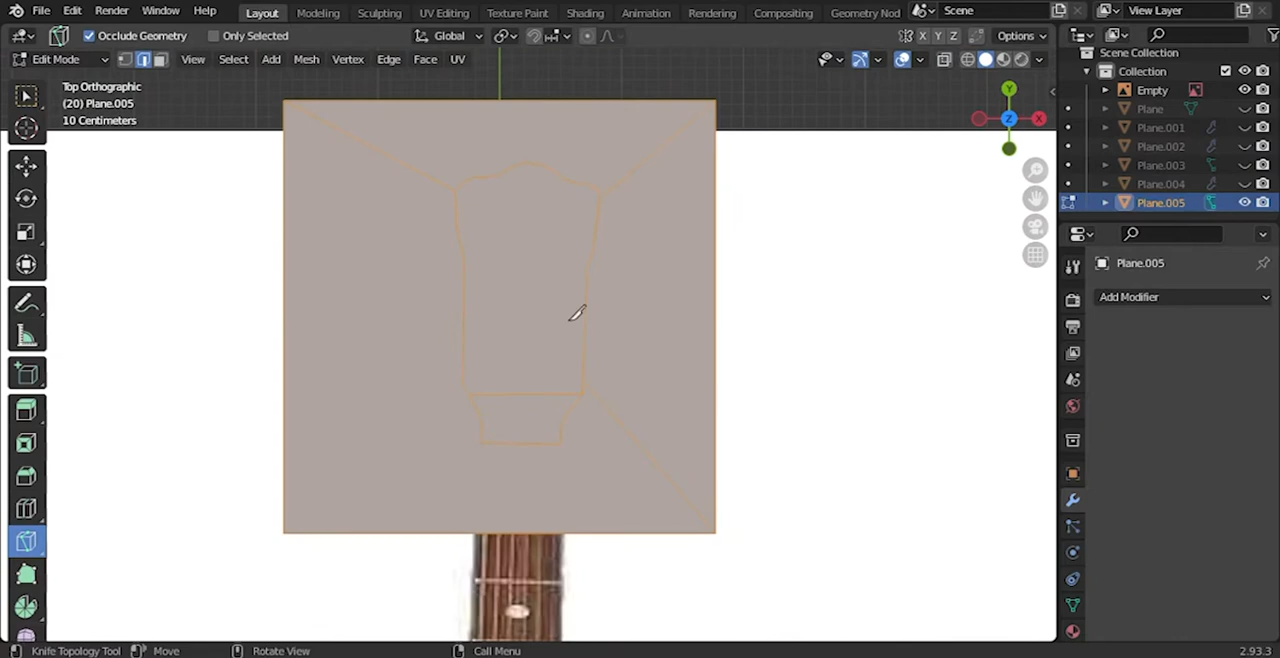 File Edit Render Window Help Layout Modeling Sculpting UV Editing Texture Paint Shading Animation Rendering Compositing Geometry Nod Scene View Layer
Occlude Geometry Only Selected Global X Y Z Options
Edit Mode View Select Add Mesh Vertex Edge Face UV
Top Orthographic
(20) Plane.005
10 Centimeters
Y
Z
X
Scene Collection
Collection
Empty
Plane
Plane.001
Plane.002
Plane.003
Plane.004
Plane.005
Plane.005
Add Modifier
Knife Topology Tool Move Rotate View Call Menu 2.93.3